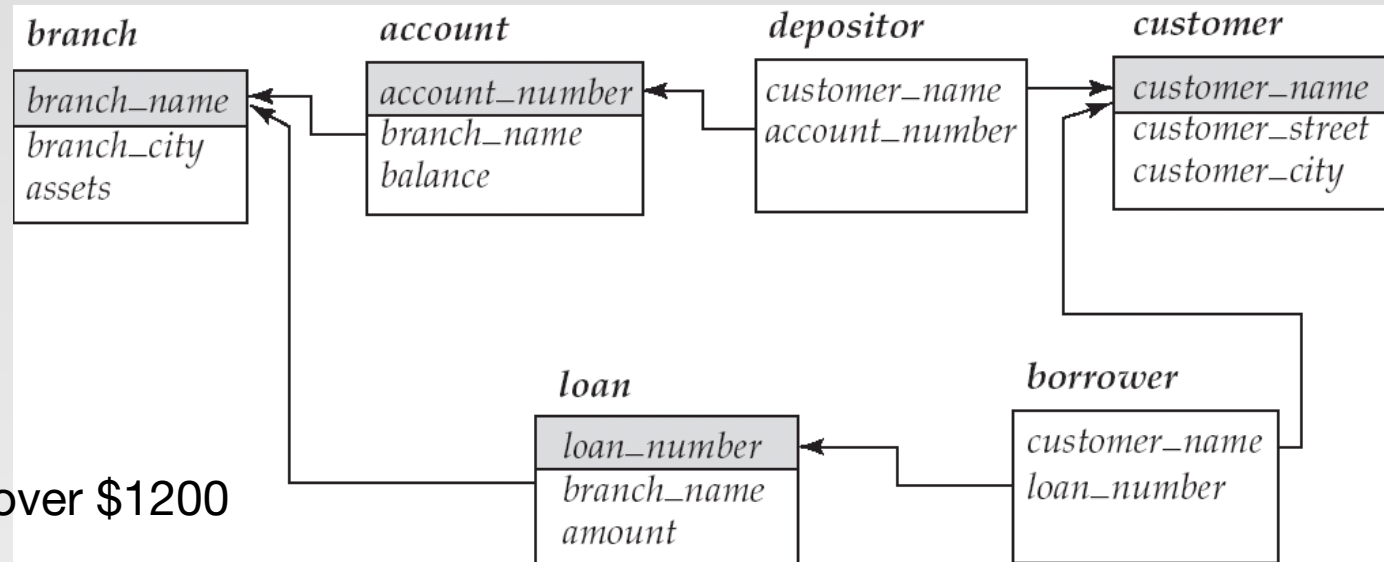 branch
branch_name
branch_city
assets
account
account_number
branch_name
balance
depositor
customer_name
account_number
customer
customer_name
customer_street
customer_city
loan
loan_number
branch_name
amount
borrower
customer_name
loan_number
over $1200